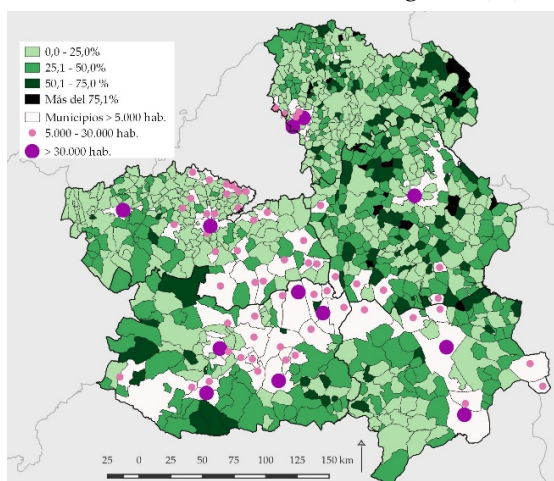 0,0 - 25,0%
25,1 - 50,0%
50,1 - 75,0 %
Más del 75,1%
Municipios > 5.000 hab.
5.000 - 30.000 hab.
> 30.000 hab.
25 0 25 50 75 100 125 150 km